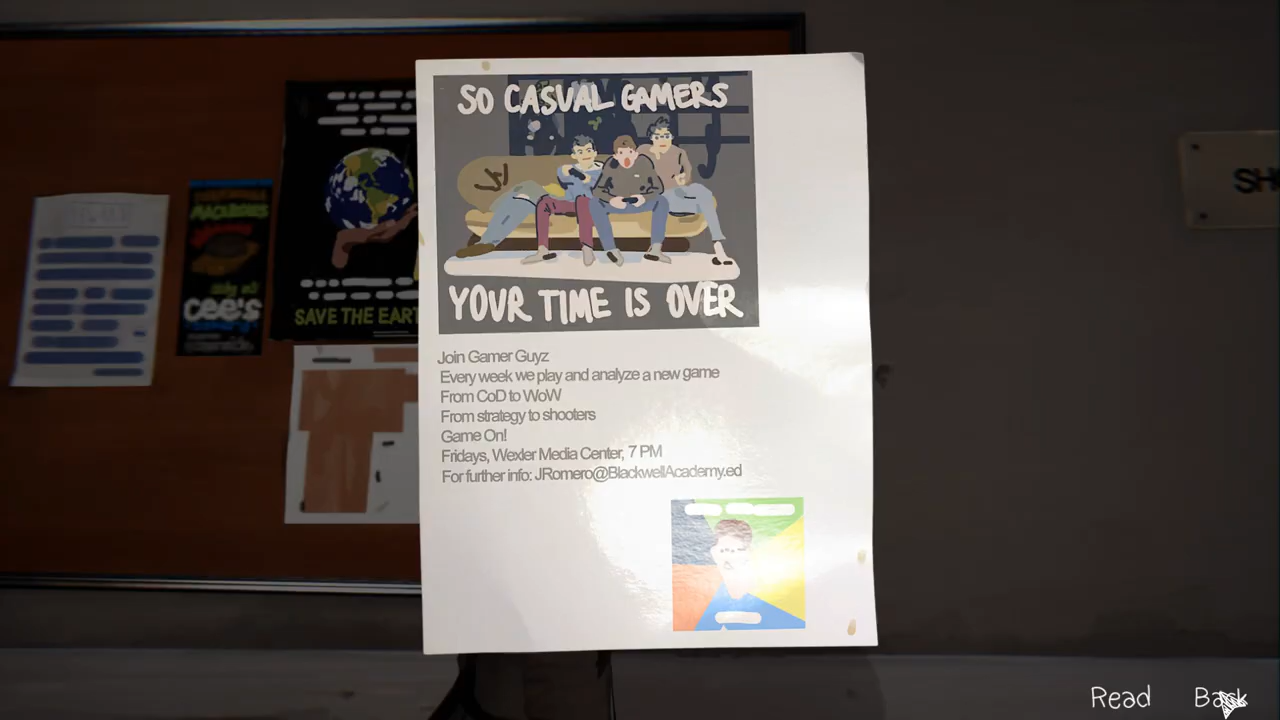 SO CASUAL GAMERS
YOUR TIME IS OVER
Join Gamer Guyz
Every week we play and analyze a new game
From CoD to WoW
From strategy to shooters
Game On!
Fridays, Wexler Media Center, 7 PM
For further info: JRomero@BlackwellAcademy.ed
SAVE THE EART
cee's
SH
Read
Back